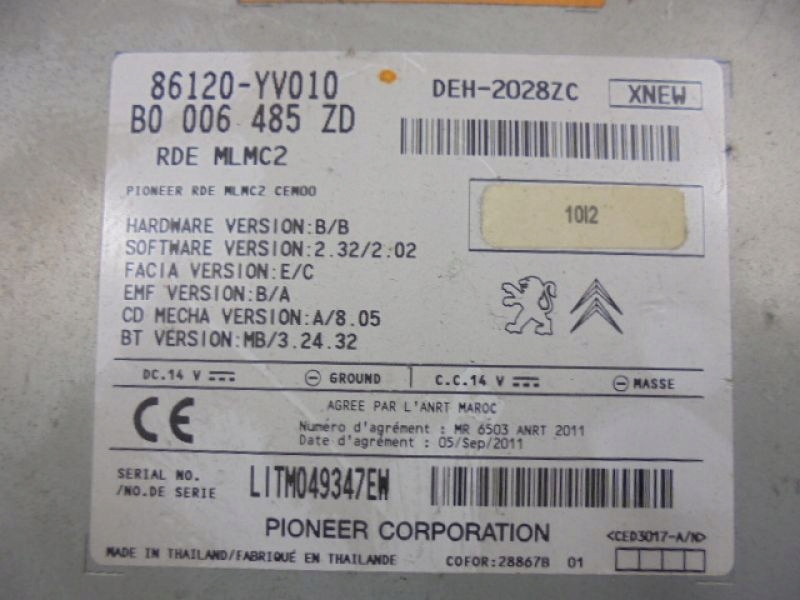 86120-YV010
B0 006 485 ZD
RDE MLMC2
DEH-2028ZC
XNEW
PIONEER RDE MLMC2 CEM00
10I2
HARDWARE VERSION:B/B
SOFTWARE VERSION:2.32/2.02
FACIA VERSION:E/C
EMF VERSION:B/A
CD MECHA VERSION:A/8.05
BT VERSION:MB/3.24.32
DC.14 V
GROUND
C.C.14 V
MASSE
CE
AGREE PAR L'ANRT MAROC
Numéro d'agrément : MR 6503 ANRT 2011
Date d'agrément : 05/Sep/2011
SERIAL NO.
/NO.DE SERIE
LITM049347EW
PIONEER CORPORATION
<CED3017-A/N>
MADE IN THAILAND/FABRIQUÉ EN THAILANDE
COFOR:28867B 01